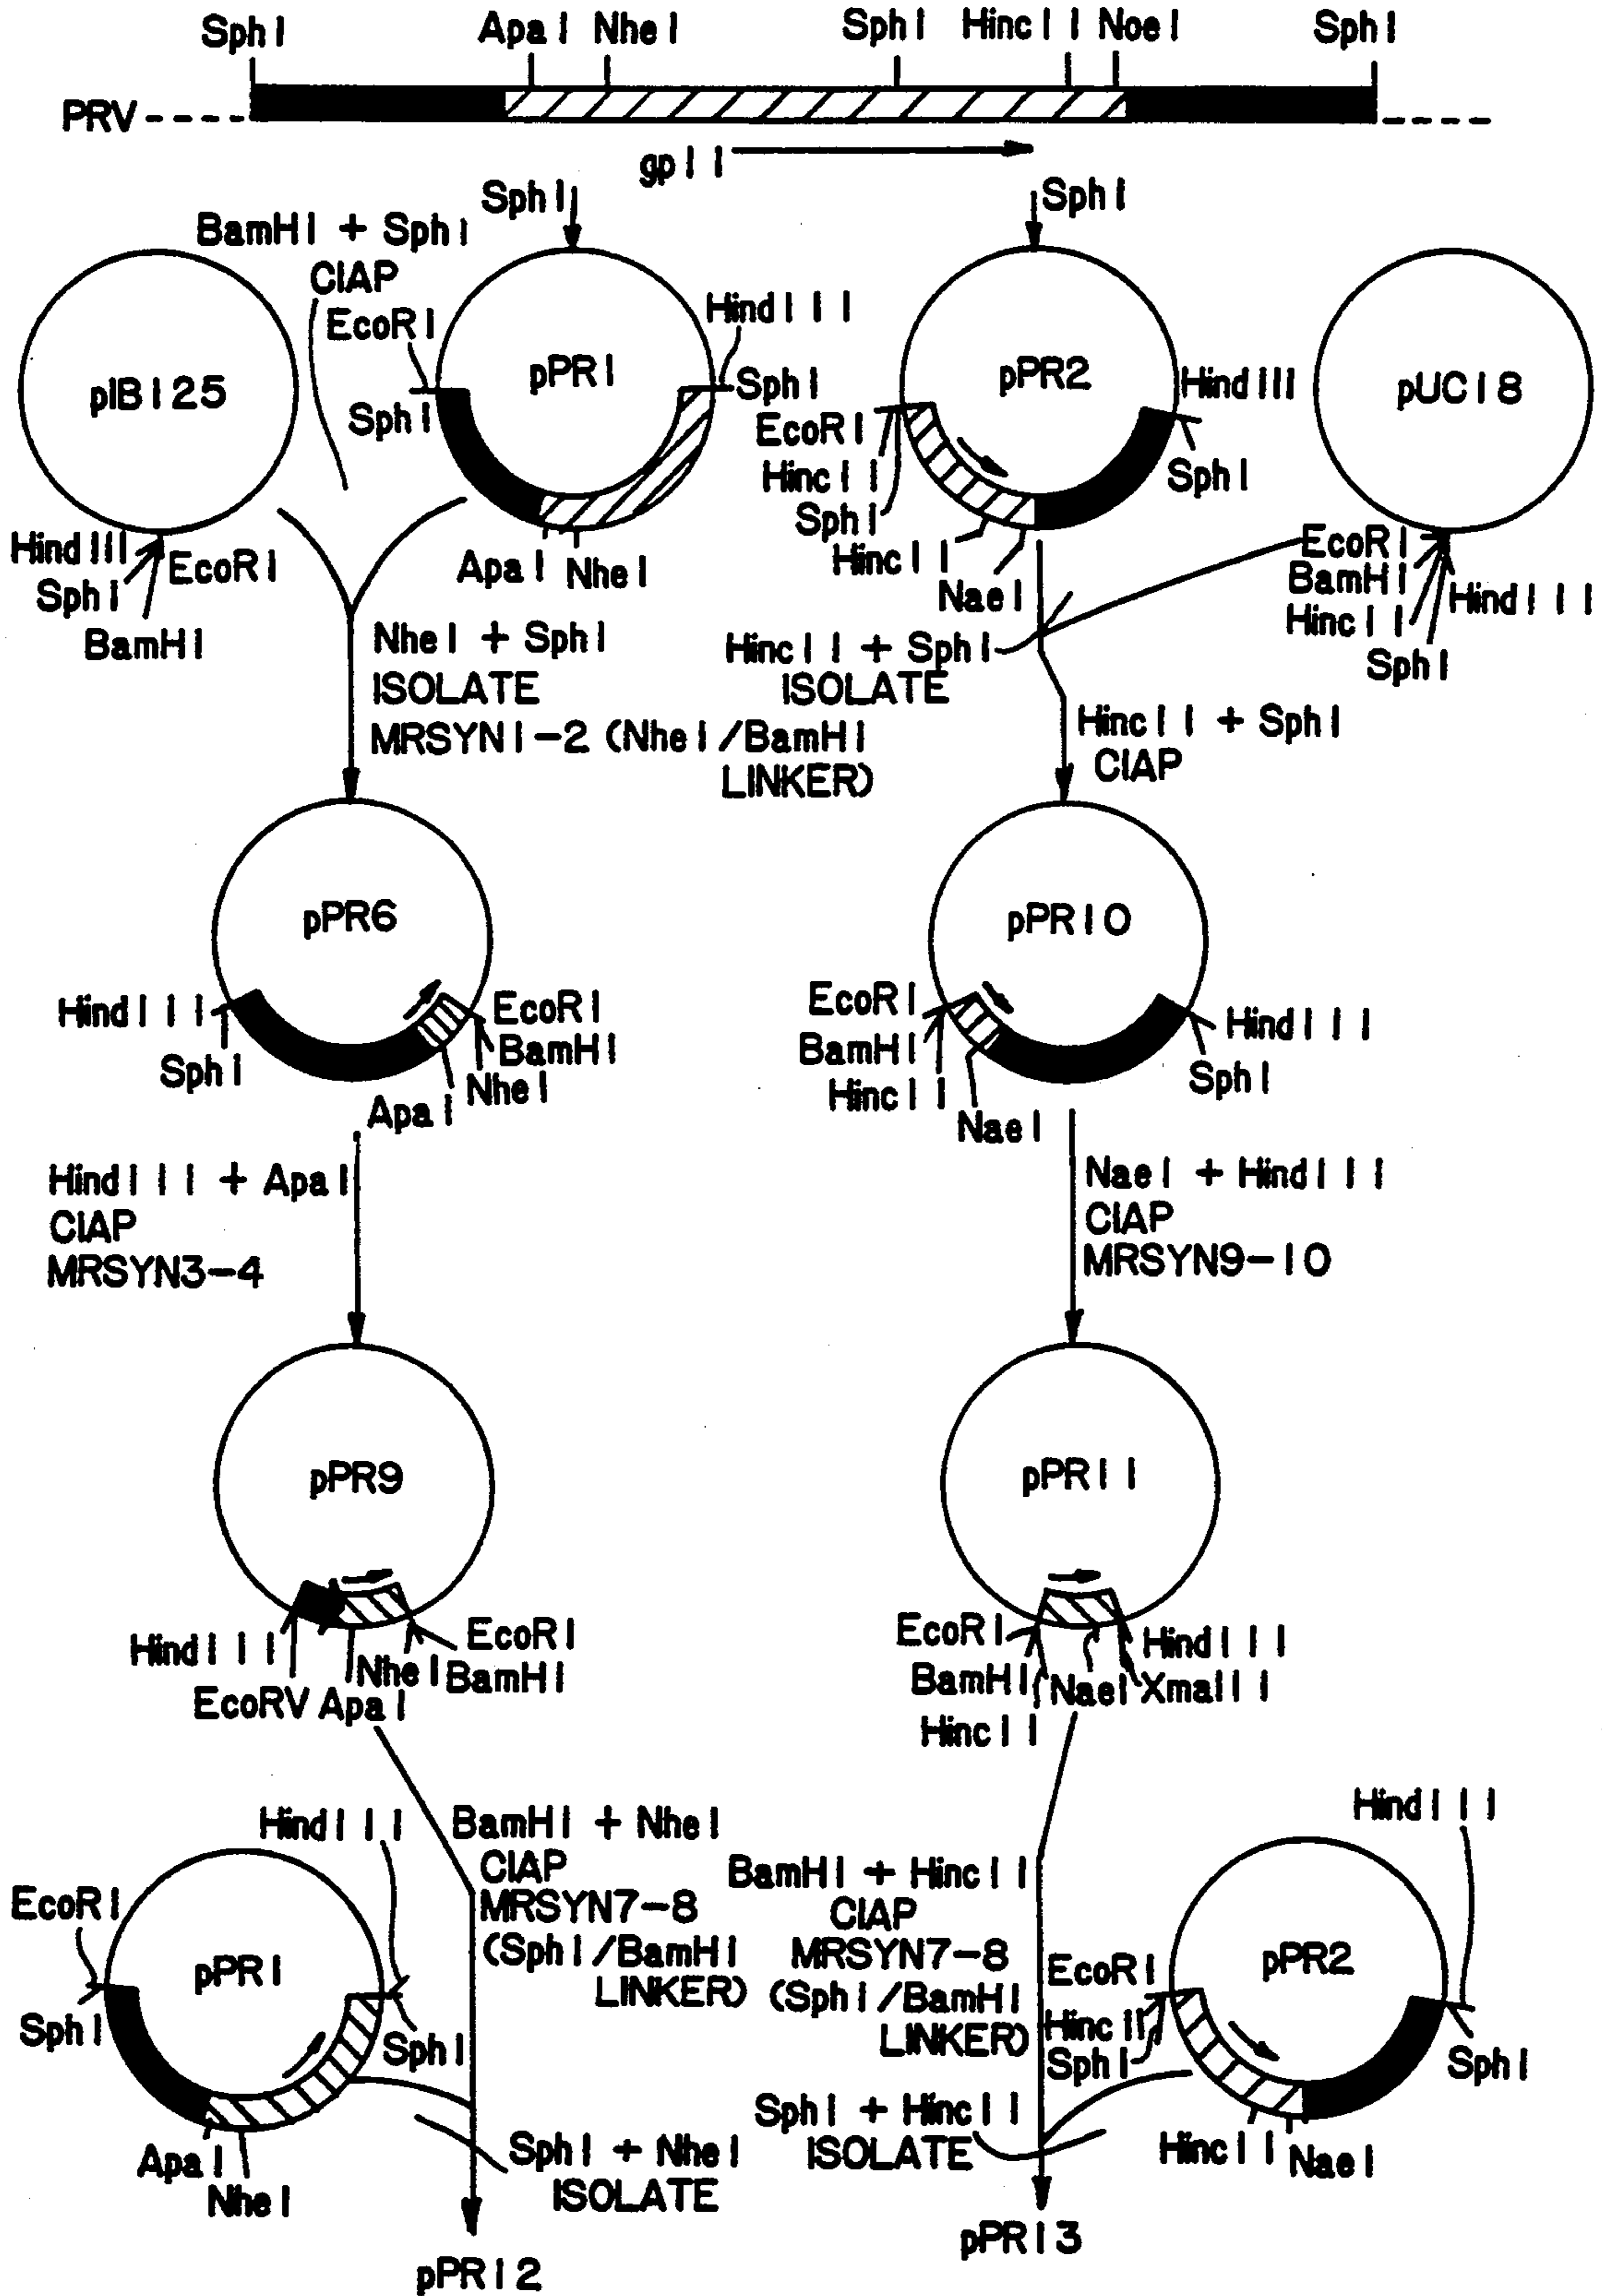 Sph I Apa I Nhe I Sph I Hinc I I Noe I Sph I
PRV
gp I I
Sph I
Sph I
BamHI + Sph I
CIAP
EcoR I
Hind I I I
Sph I
Sph I
pIB I 25
pPR I
pPR2
pUC I 8
Hind III
EcoR I
Hinc I I
Sph I
Sph I
Hind III
Sph I
EcoR I
BamH I
Apa I Nhe I
Hinc I I
Nae I
EcoR I
BamH I
Hinc I I
Hind I I I
Sph I
Nhe I + Sph I
ISOLATE
MRSYN I-2 (Nhe I/BamH I
LINKER)
Hinc I I + Sph I
ISOLATE
Hinc I I + Sph I
CIAP
pPR6
pPR I O
Hind I I I
Sph I
EcoR I
BamH I
Nhe I
Apa I
EcoR I
BamH I
Hinc I I
Nae I
Hind I I I
Sph I
Hind I I I + Apa I
CIAP
MRSYN3-4
Nae I + Hind I I I
CIAP
MRSYN9-I O
pPR9
pPR I I
Hind I I I
EcoRV Apa I
Nhe I
EcoR I
BamH I
EcoR I
BamH I
Hinc I I
Nae I
Hind I I I
Xma I I I
Hind I I I
EcoR I
pPR I
Sph I
Sph I
Apa I
Nhe I
BamH I + Nhe I
CIAP
MRSYN7-8
(Sph I/BamH I
LINKER)
Sph I + Nhe I
ISOLATE
pPR I 2
BamH I + Hinc I I
CIAP
MRSYN7-8
(Sph I/BamH I
LINKER)
Sph I + Hinc I I
ISOLATE
pPR I 3
Hind I I I
pPR2
EcoR I
Hinc II
Sph I
Sph I
Hinc I I Nae I